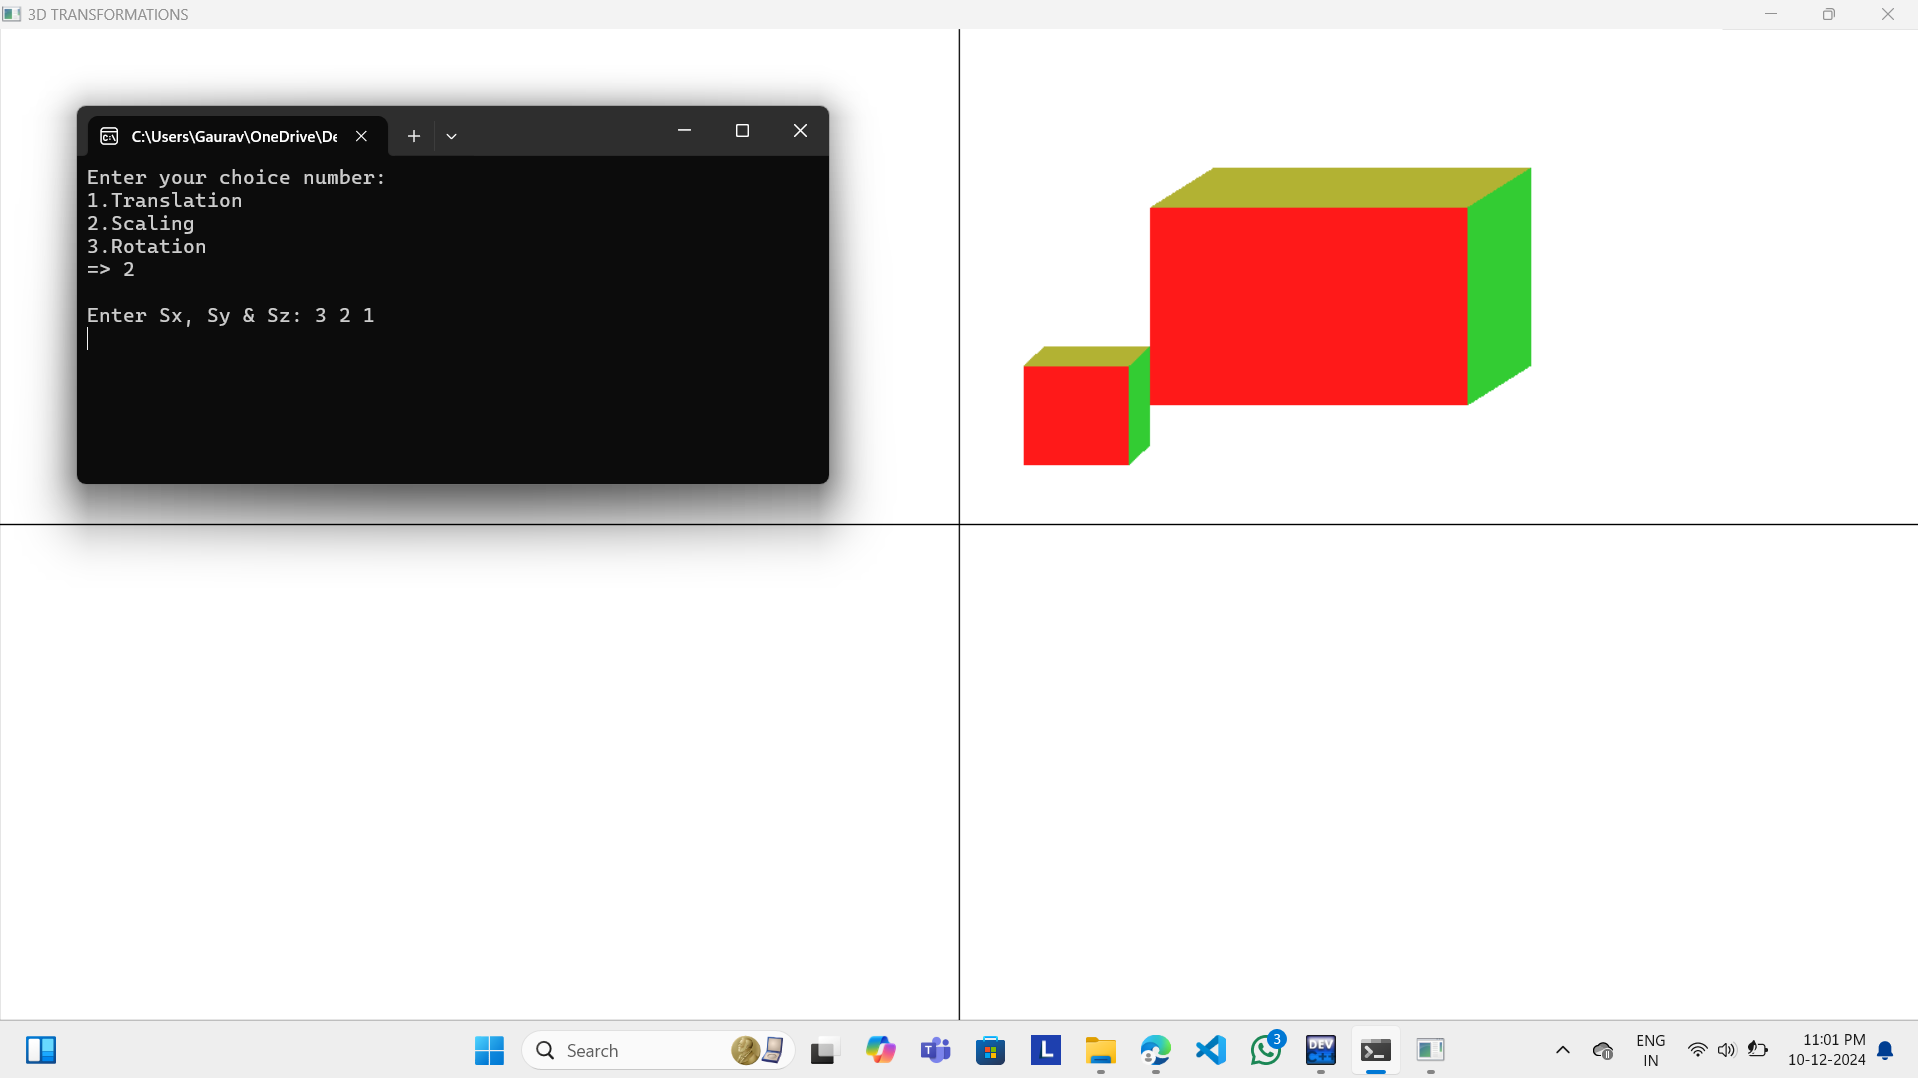 3D TRANSFORMATIONS
C:\Users\Gaurav\OneDrive\De
Enter your choice number:
1.Translation
2.Scaling
3.Rotation
=> 2
Enter Sx, Sy & Sz: 3 2 1
Search
T
L
3
DEV
C++
ENG
IN
11:01 PM
10-12-2024